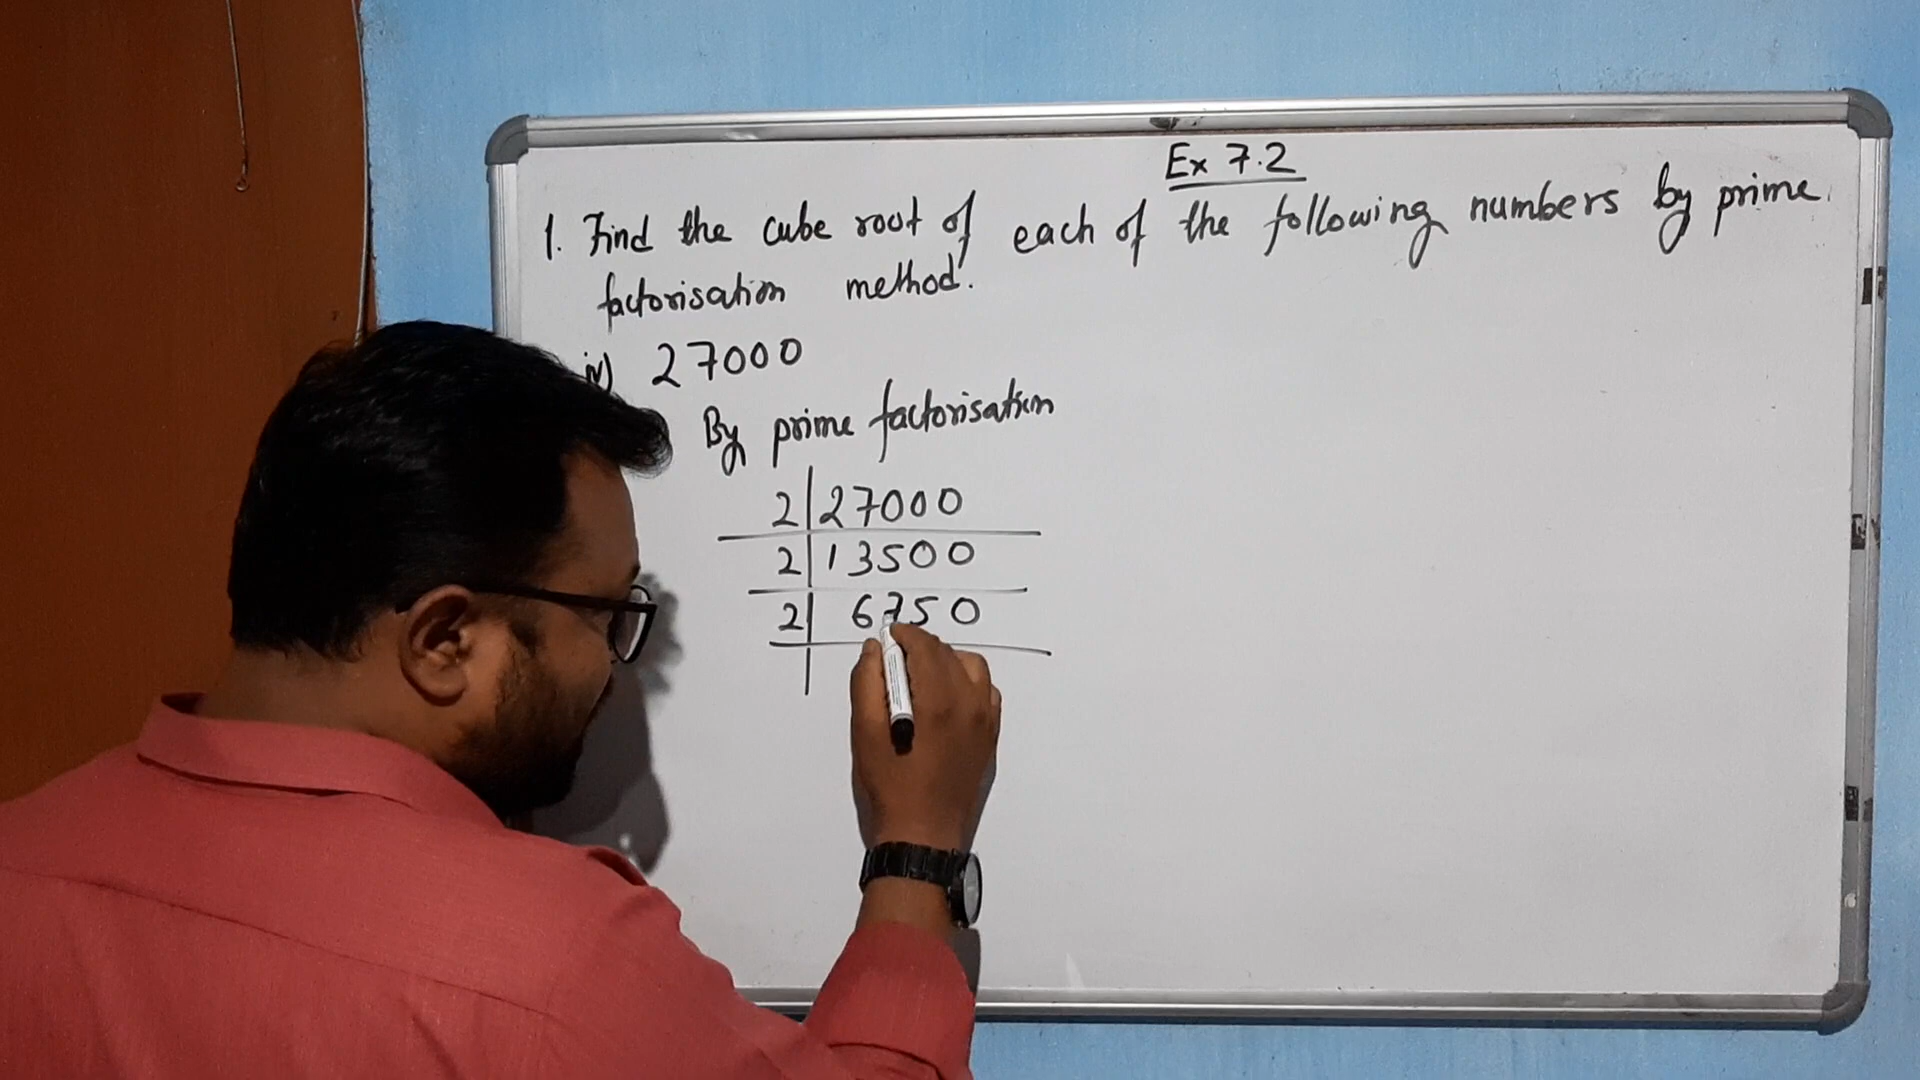 Ex 7.2
1. Find the cube root of each of the following numbers by prime
factorisation method.
iv) 27000
By prime factorisation
2 | 27000
2 | 13500
2 | 6750